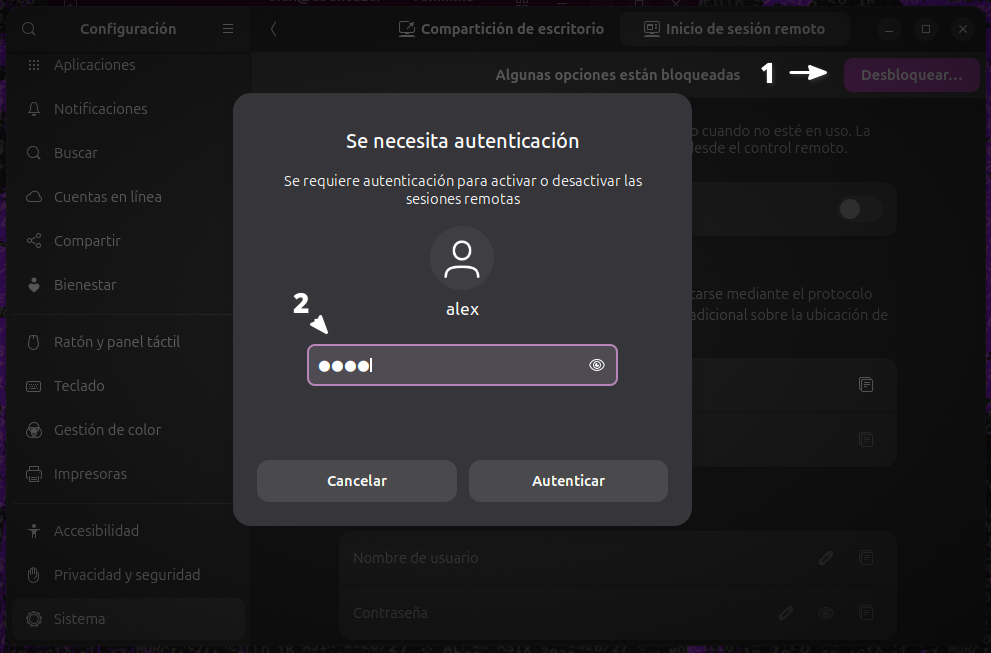 Configuración
Compartición de escritorio
Inicio de sesión remoto
Algunas opciones están bloqueadas
1
Desbloquear...
Aplicaciones
Notificaciones
Buscar
Cuentas en línea
Compartir
Bienestar
Ratón y panel táctil
Teclado
Gestión de color
Impresoras
Accesibilidad
Privacidad y seguridad
Sistema
o cuando no esté en uso. La
desde el control remoto.
mediante el protocolo
adicional sobre la ubicación de
Se necesita autenticación
Se requiere autenticación para activar o desactivar las
sesiones remotas
alex
2
Cancelar
Autenticar
Nombre de usuario
Contraseña